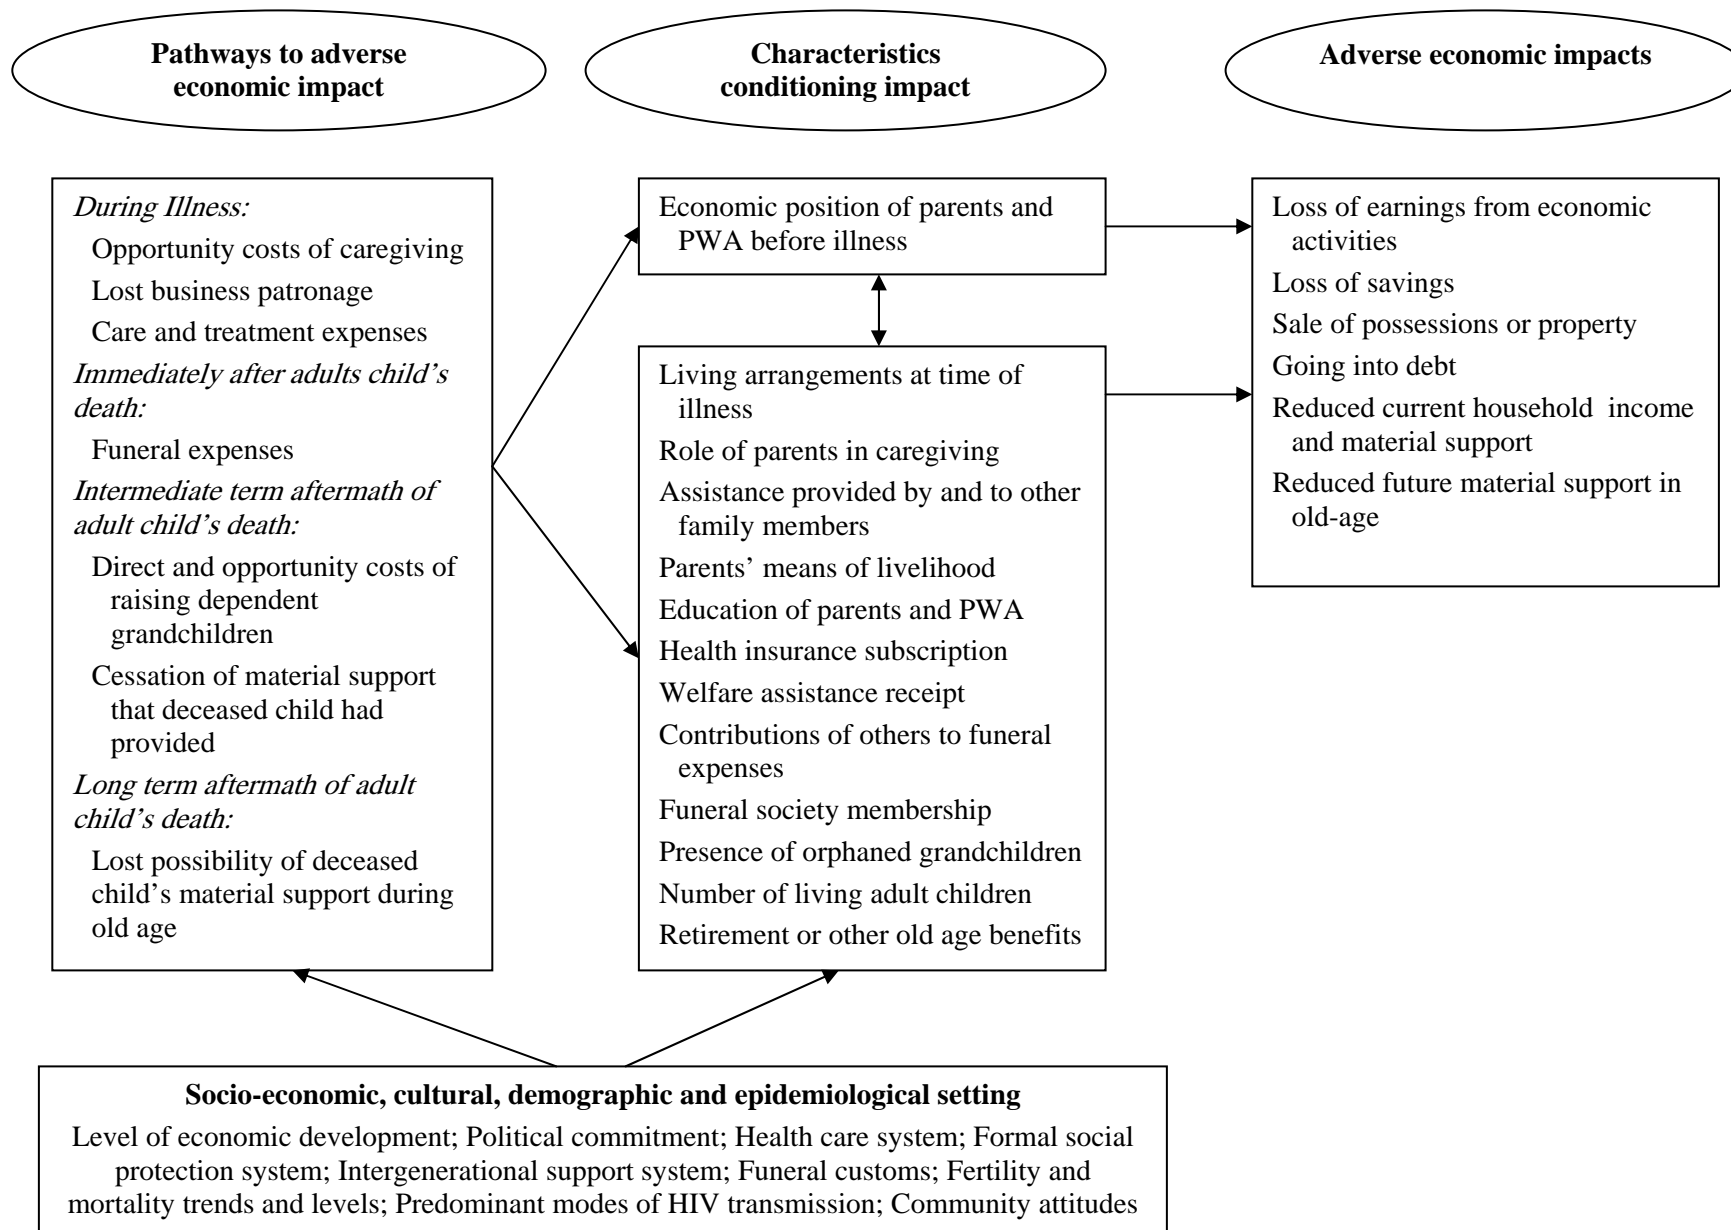 Pathways to adverse
economic impact
Characteristics
conditioning impact
Adverse economic impacts
During Illness:
Opportunity costs of caregiving
Lost business patronage
Care and treatment expenses
Immediately after adults child’s
death:
Funeral expenses
Intermediate term aftermath of
adult child’s death:
Direct and opportunity costs of
raising dependent
grandchildren
Cessation of material support
that deceased child had
provided
Long term aftermath of adult
child’s death:
Lost possibility of deceased
child’s material support during
old age
Economic position of parents and
PWA before illness
Living arrangements at time of
illness
Role of parents in caregiving
Assistance provided by and to other
family members
Parents’ means of livelihood
Education of parents and PWA
Health insurance subscription
Welfare assistance receipt
Contributions of others to funeral
expenses
Funeral society membership
Presence of orphaned grandchildren
Number of living adult children
Retirement or other old age benefits
Loss of earnings from economic
activities
Loss of savings
Sale of possessions or property
Going into debt
Reduced current household income
and material support
Reduced future material support in
old-age
Socio-economic, cultural, demographic and epidemiological setting
Level of economic development; Political commitment; Health care system; Formal social
protection system; Intergenerational support system; Funeral customs; Fertility and
mortality trends and levels; Predominant modes of HIV transmission; Community attitudes